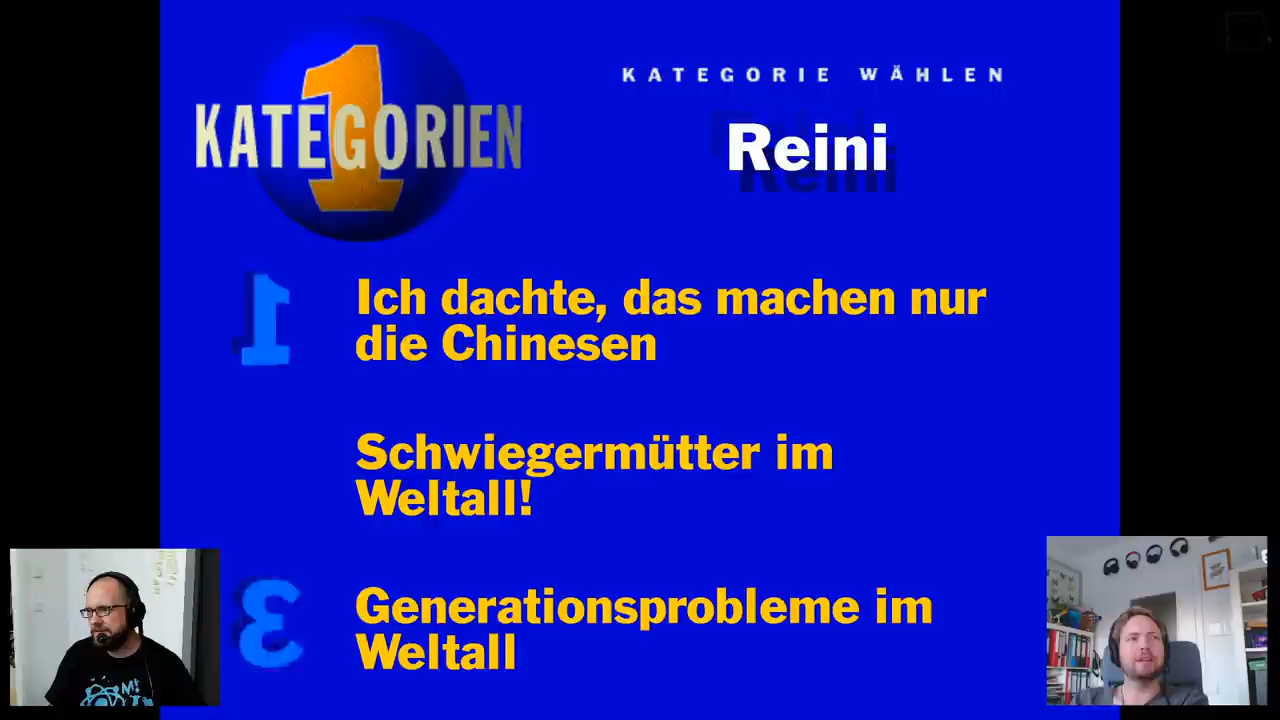 1
KATEGORIEN
KATEGORIE WÄHLEN
Reini
1
Ich dachte, das machen nur
die Chinesen
Schwiegermütter im
Weltall!
3
Generationsprobleme im
Weltall